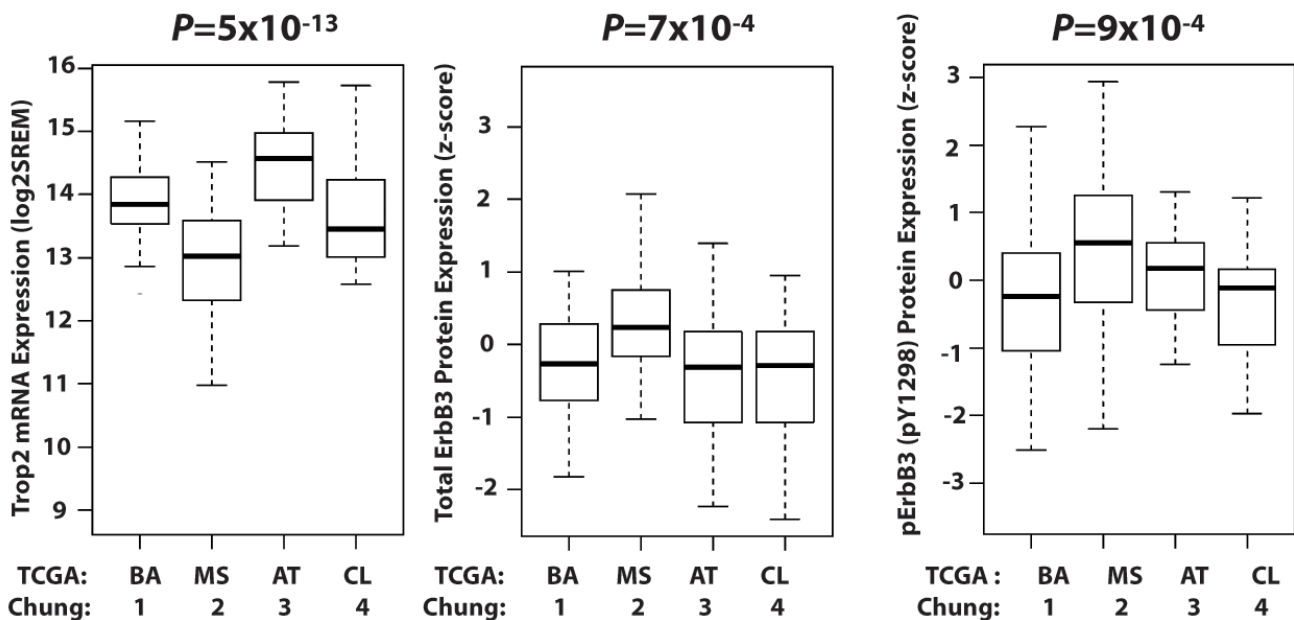 P=5x10-13
Trop2 mRNA Expression (log2SREM)
16
15
14
13
12
11
10
9
TCGA: BA MS AT CL
Chung: 1 2 3 4
P=7x10-4
Total ErbB3 Protein Expression (z-score)
3
2
1
0
-1
-2
TCGA: BA MS AT CL
Chung: 1 2 3 4
P=9x10-4
pErbB3 (pY1298) Protein Expression (z-score)
3
2
1
0
-1
-2
-3
TCGA : BA MS AT CL
Chung: 1 2 3 4